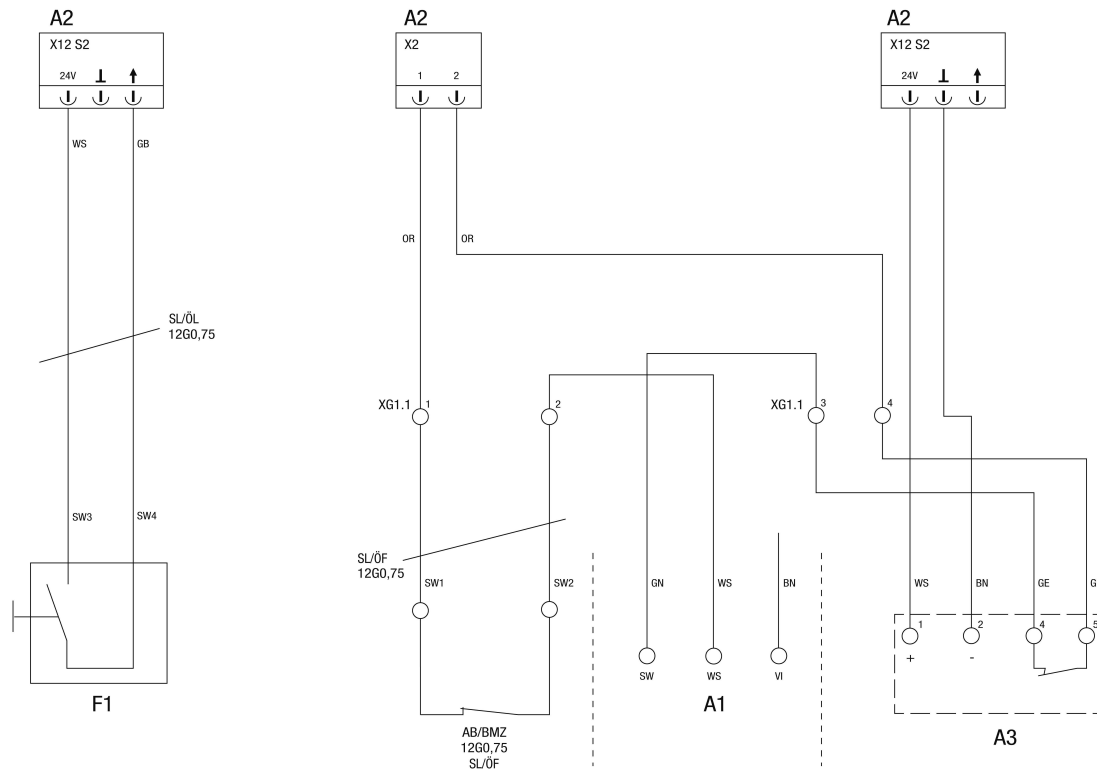 A2
X12 S2
24V
WS
GB
SL/ÖL
12G0,75
SW3
SW4
F1
A2
X2
1 2
OR
OR
XG1.1
1
2
SL/ÖF
12G0,75
SW1
SW2
AB/BMZ
12G0,75
SL/ÖF
XG1.1
3
4
GN
WS
BN
SW
WS
VI
A1
A2
X12 S2
24V
WS
BN
GE
1
2
4
5
+
-
A3